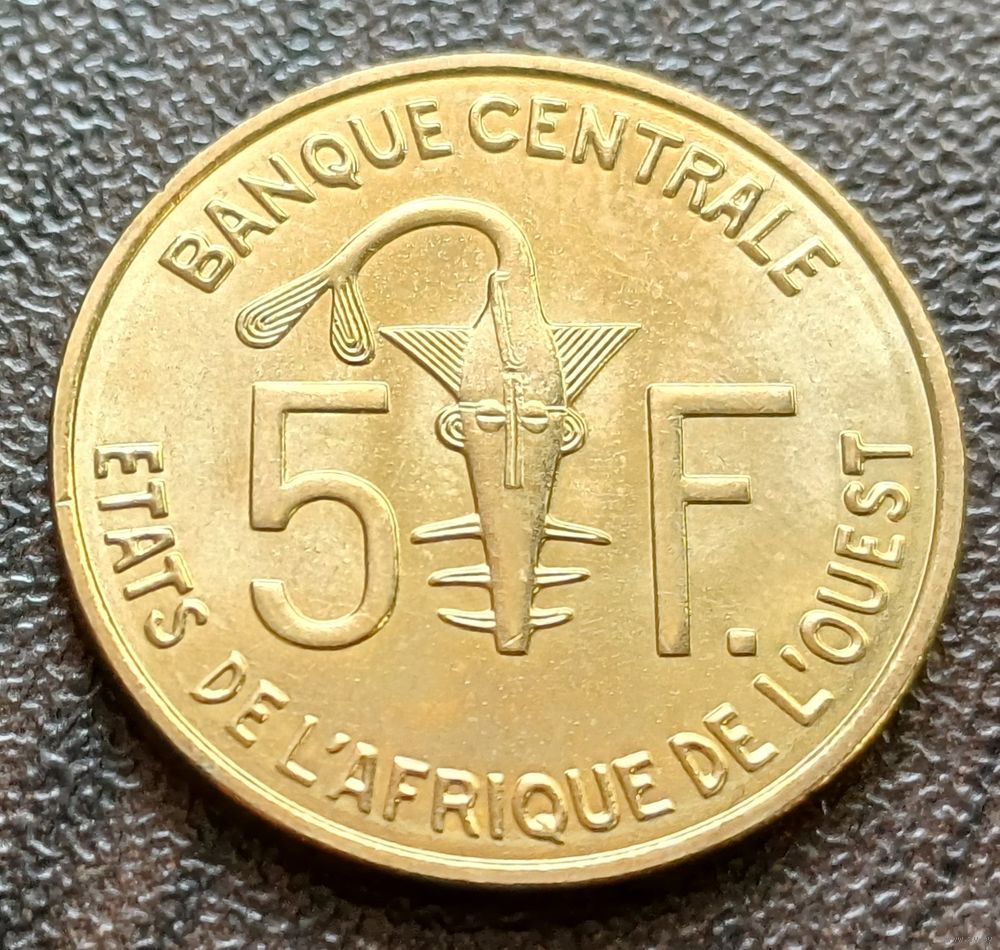 BANQUE CENTRALE
5 F.
ETATS DE L'AFRIQUE DE L'OUEST